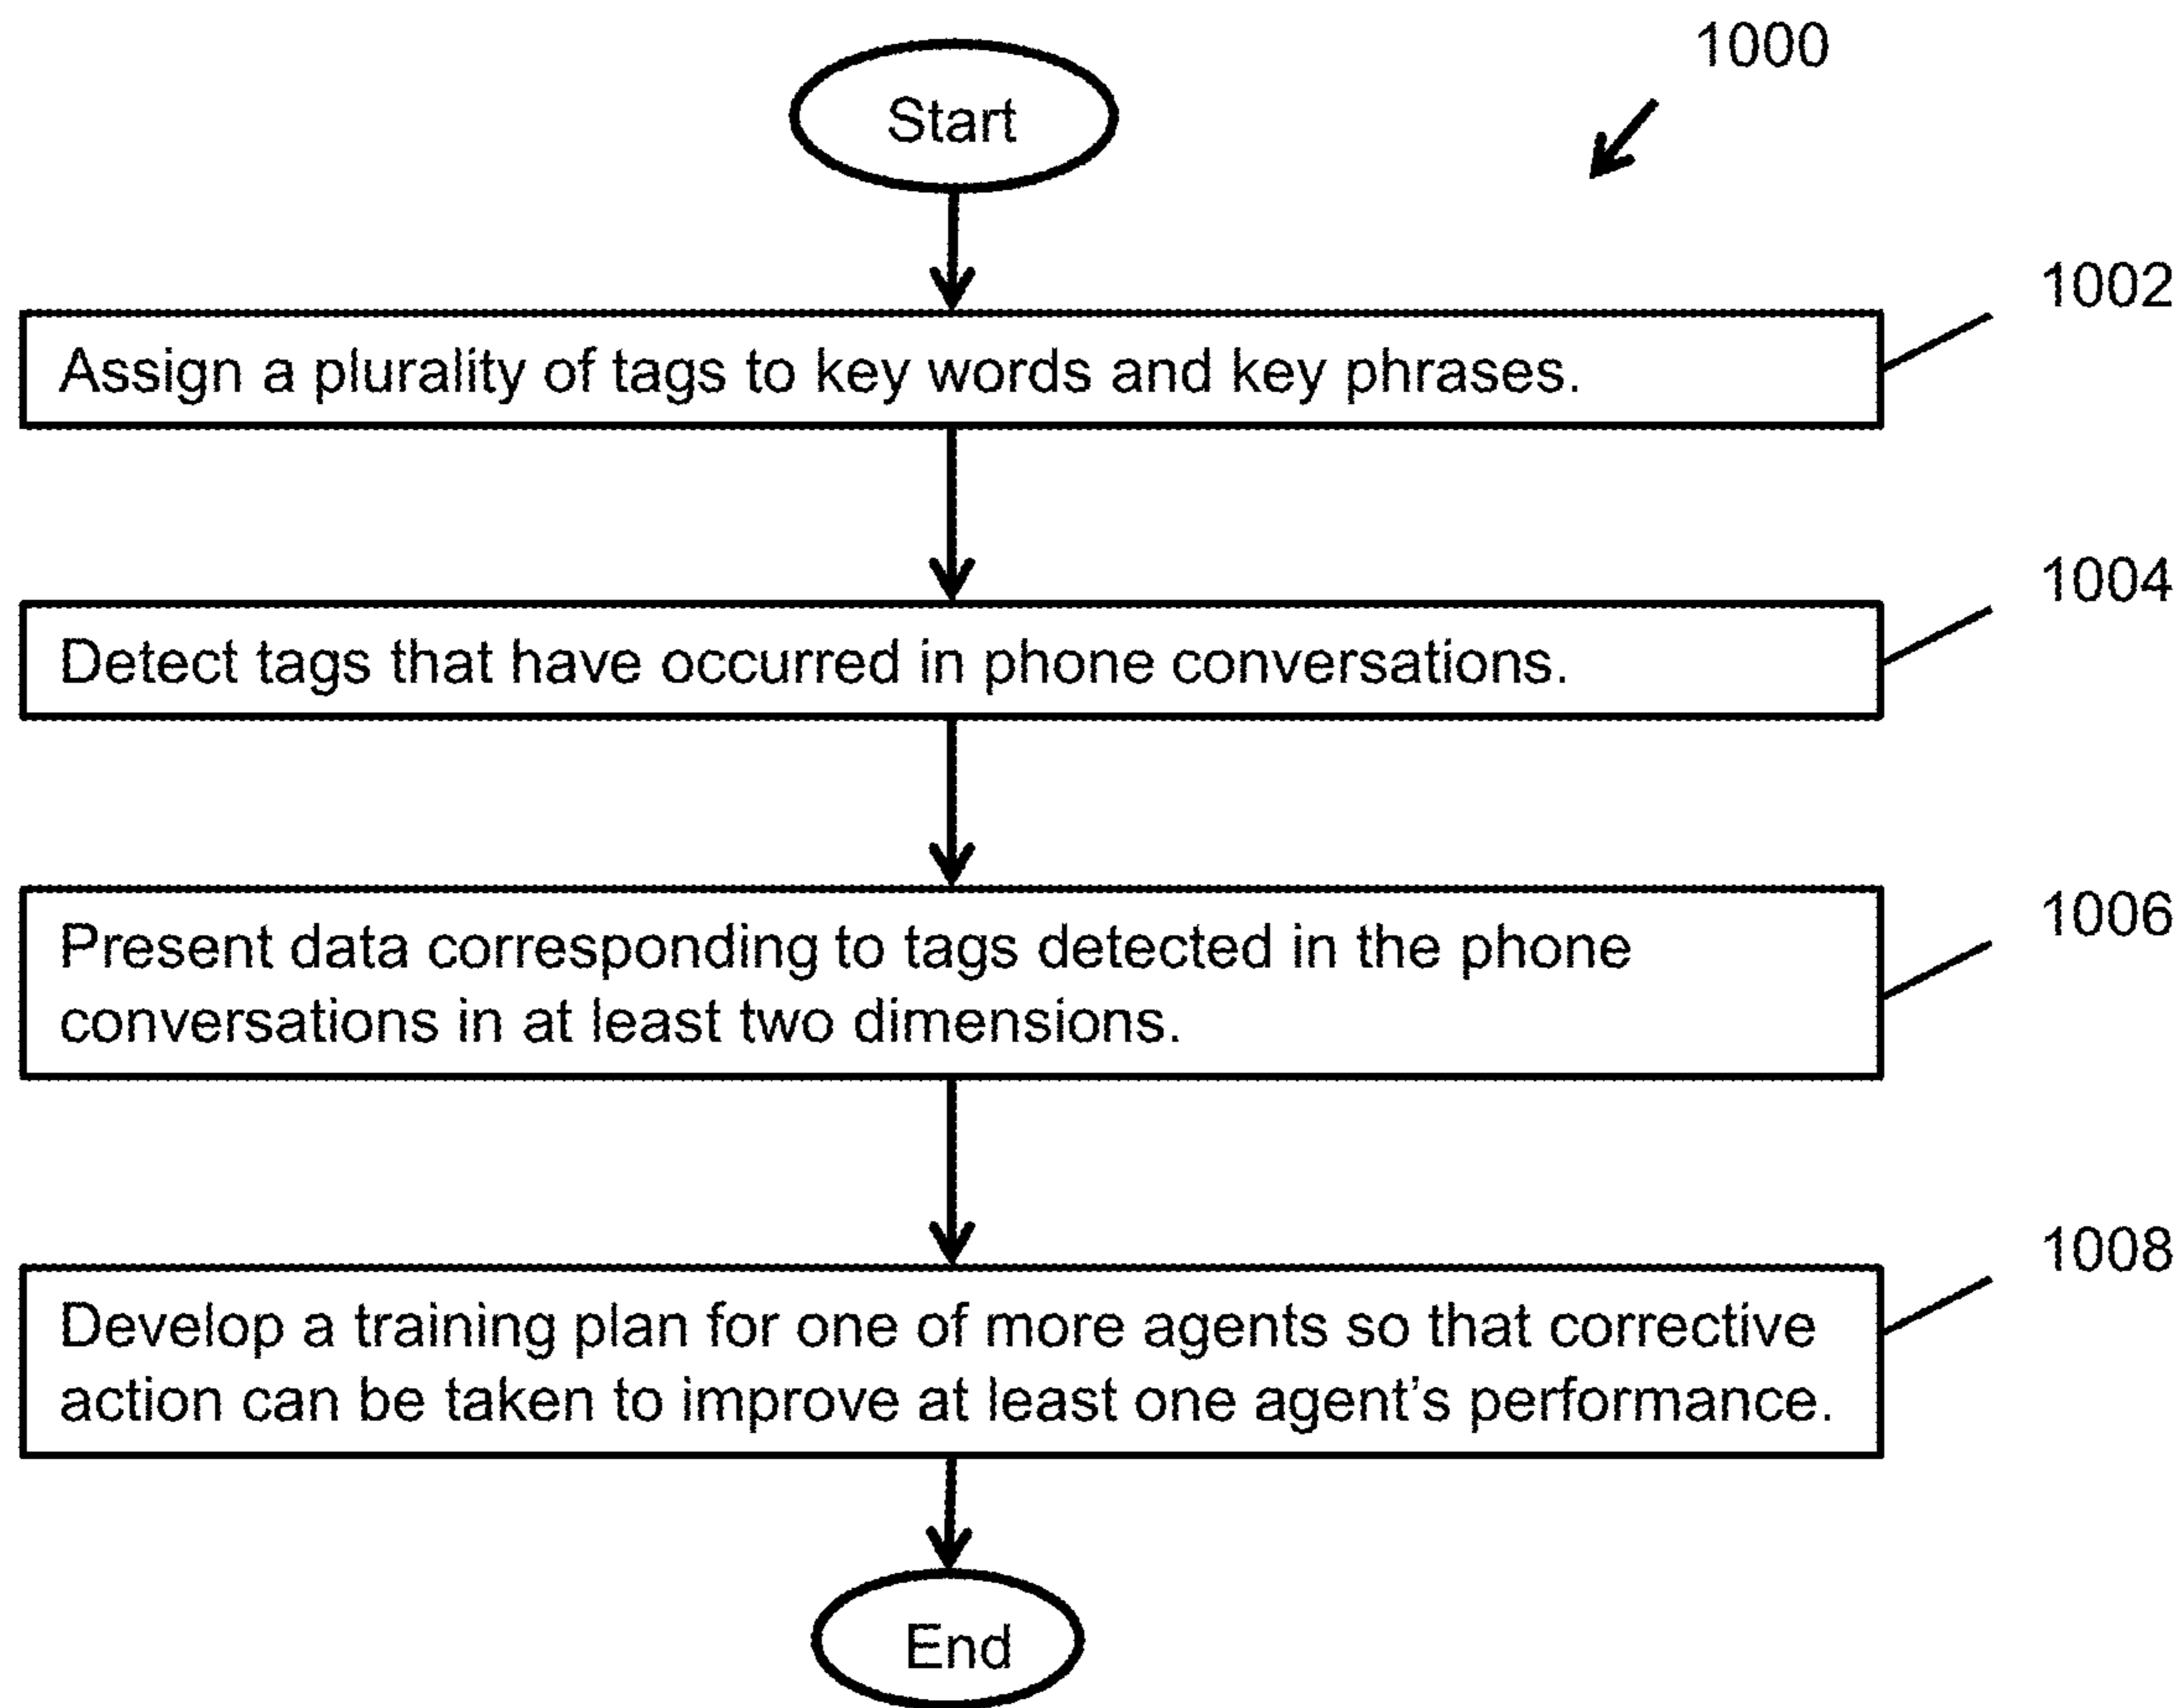 1000
Start
1002
Assign a plurality of tags to key words and key phrases.
1004
Detect tags that have occurred in phone conversations.
1006
Present data corresponding to tags detected in the phone
conversations in at least two dimensions.
1008
Develop a training plan for one of more agents so that corrective
action can be taken to improve at least one agent's performance.
End